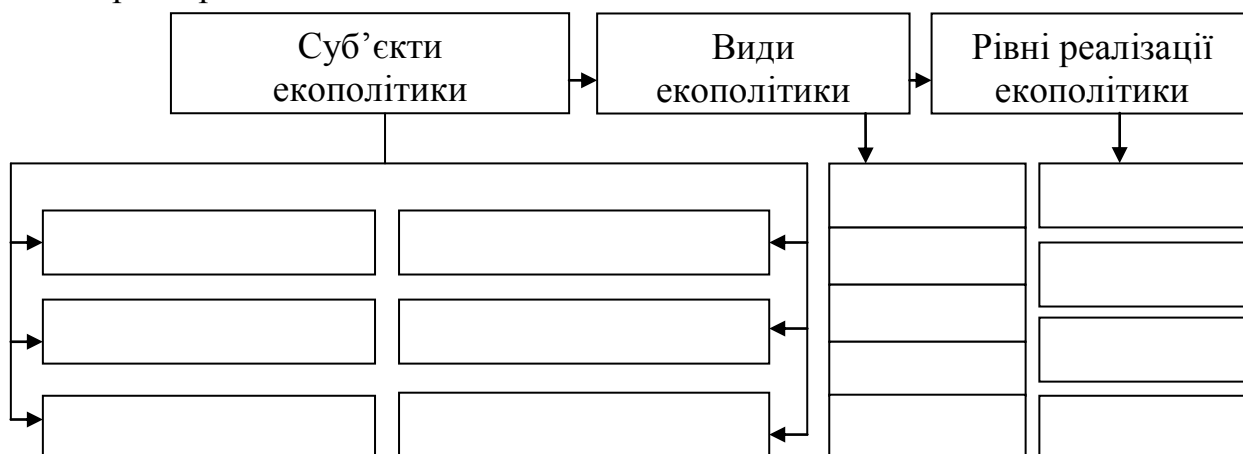 Суб’єкти
екополітики
Види
екополітики
Рівні реалізації
екополітики